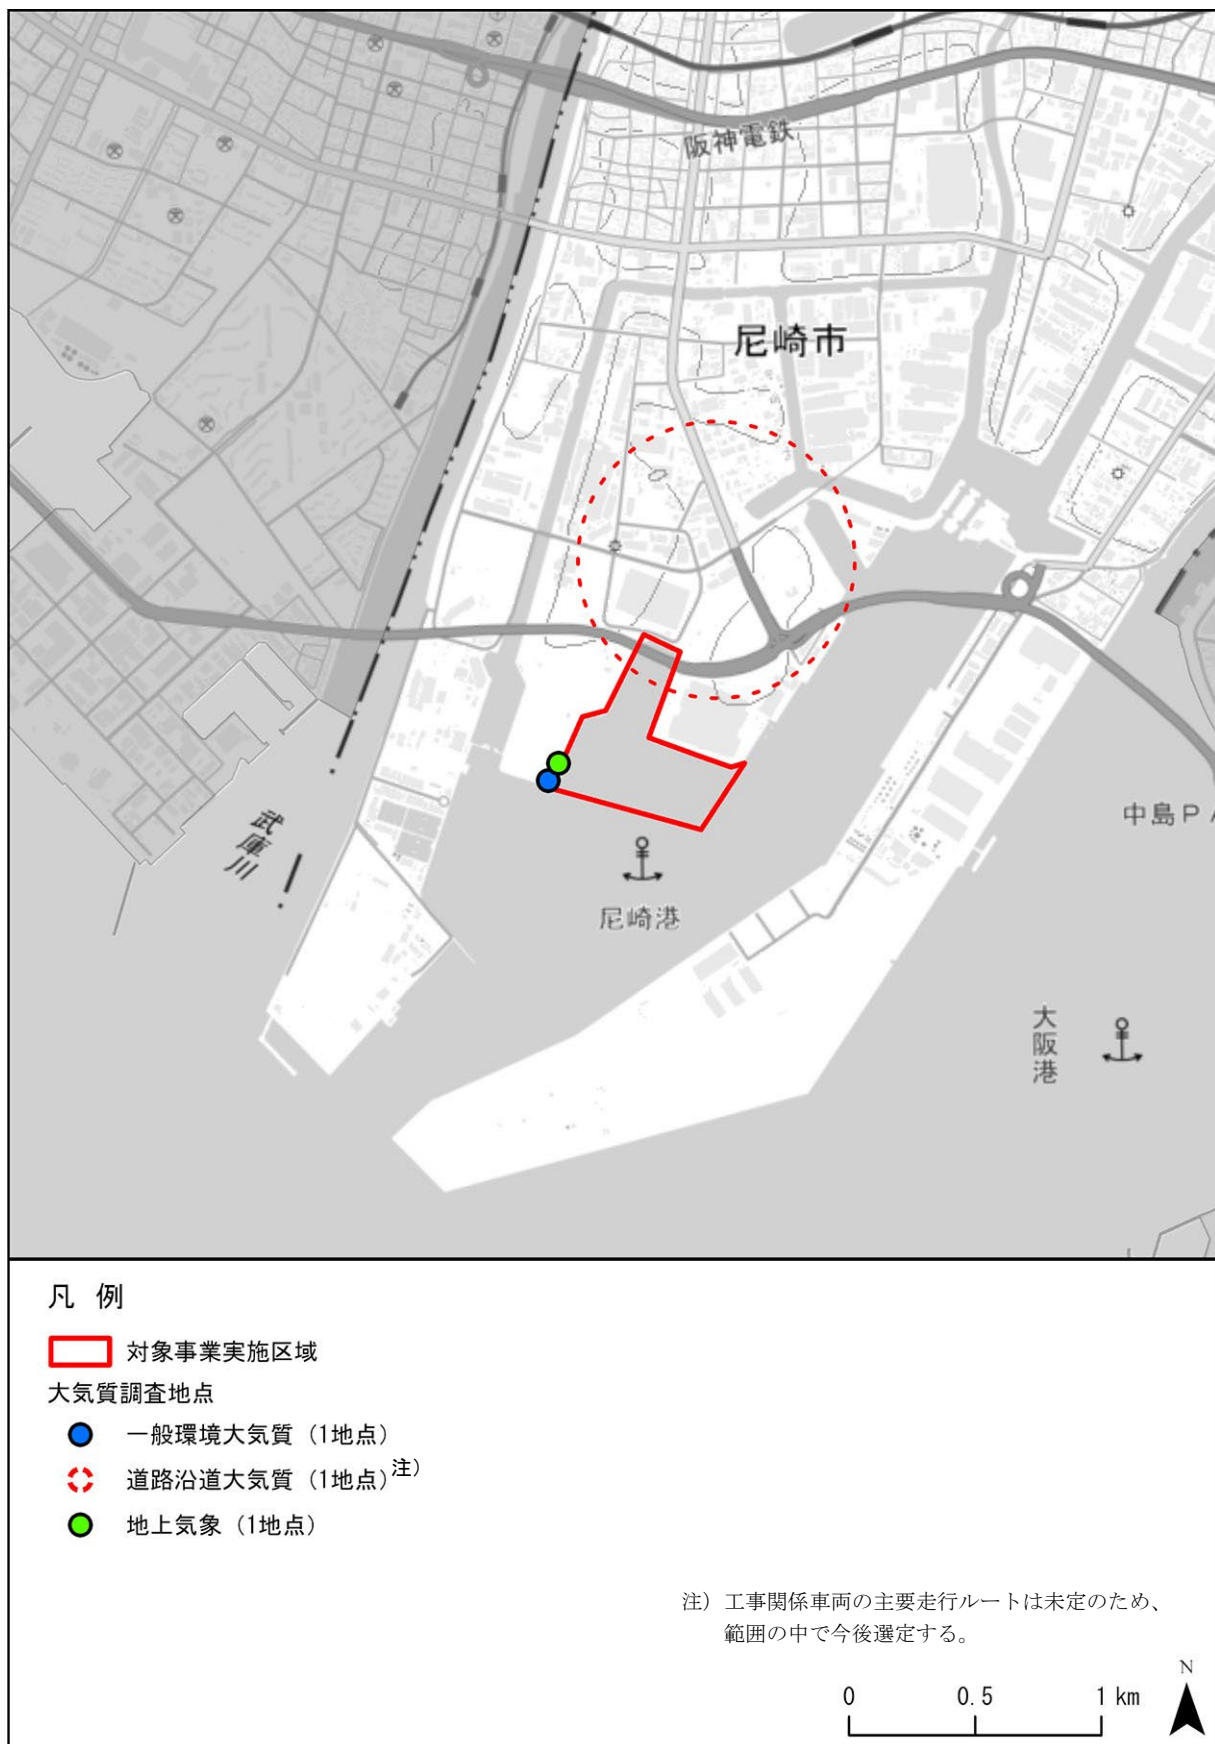 阪神電鉄
尼崎市
中島PA
武庫川
尼崎港
大阪港
凡 例
対象事業実施区域
大気質調査地点
一般環境大気質（1地点）
道路沿道大気質（1地点）注）
地上気象（1地点）
注）工事関係車両の主要走行ルートは未定のため、
範囲の中で今後選定する。
N
0 0.5 1 km